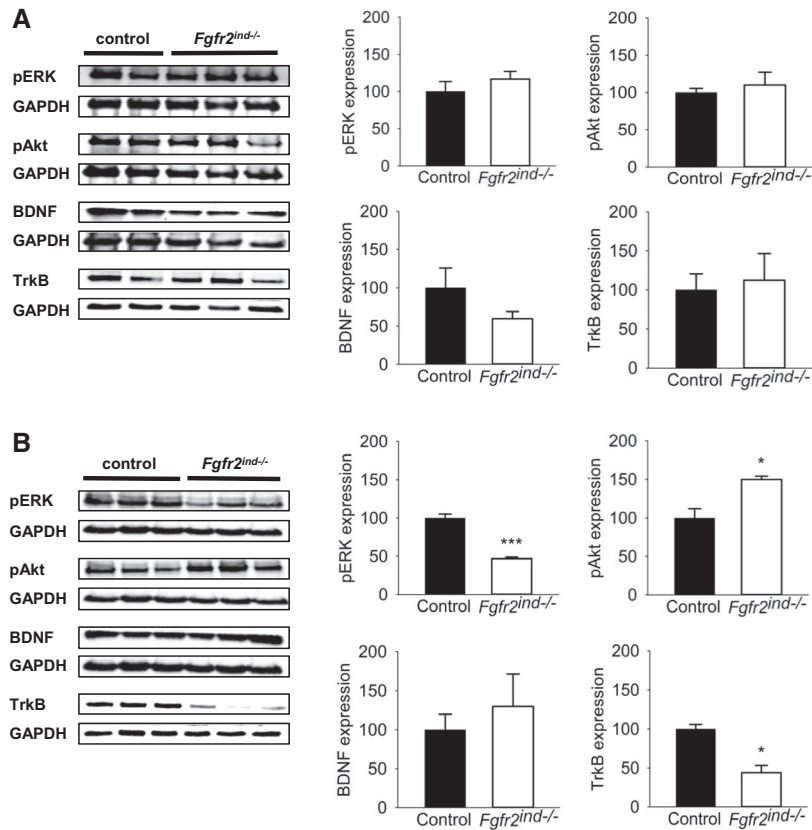 A
control Fgfr2ind-/-
pERK
GAPDH
pAkt
GAPDH
BDNF
GAPDH
TrkB
GAPDH
pERK expression
200
150
100
50
0
Control Fgfr2ind-/-
pAkt expression
200
150
100
50
0
Control Fgfr2ind-/-
BDNF expression
200
150
100
50
0
Control Fgfr2ind-/-
TrkB expression
200
150
100
50
0
Control Fgfr2ind-/-
B
control Fgfr2ind-/-
pERK
GAPDH
pAkt
GAPDH
BDNF
GAPDH
TrkB
GAPDH
pERK expression
200
150
100
50
0
***
Control Fgfr2ind-/-
pAkt expression
200
150
100
50
0
*
Control Fgfr2ind-/-
BDNF expression
200
150
100
50
0
Control Fgfr2ind-/-
TrkB expression
200
150
100
50
0
*
Control Fgfr2ind-/-